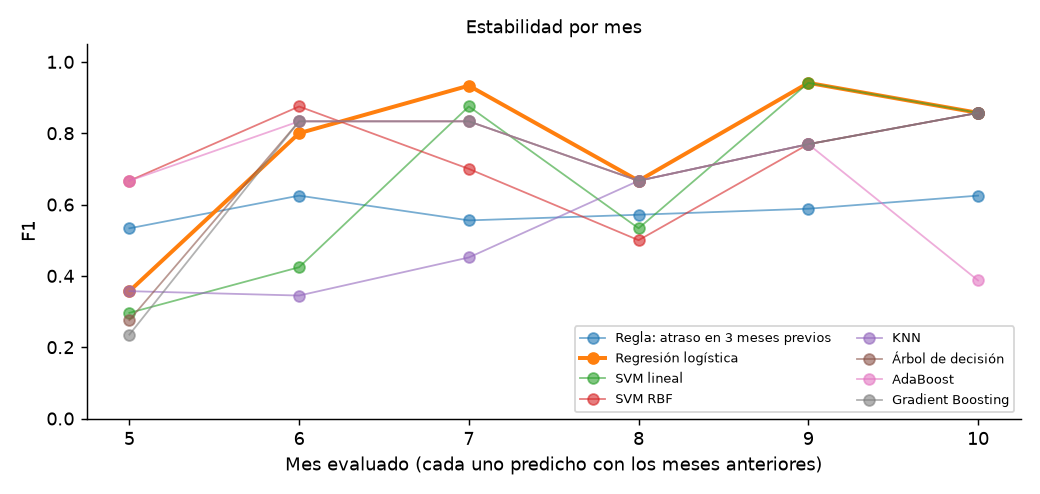 Estabilidad por mes
F1
1.0
0.8
0.6
0.4
0.2
0.0
5 6 7 8 9 10
Mes evaluado (cada uno predicho con los meses anteriores)
Regla: atraso en 3 meses previos
Regresión logística
SVM lineal
SVM RBF
KNN
Árbol de decisión
AdaBoost
Gradient Boosting